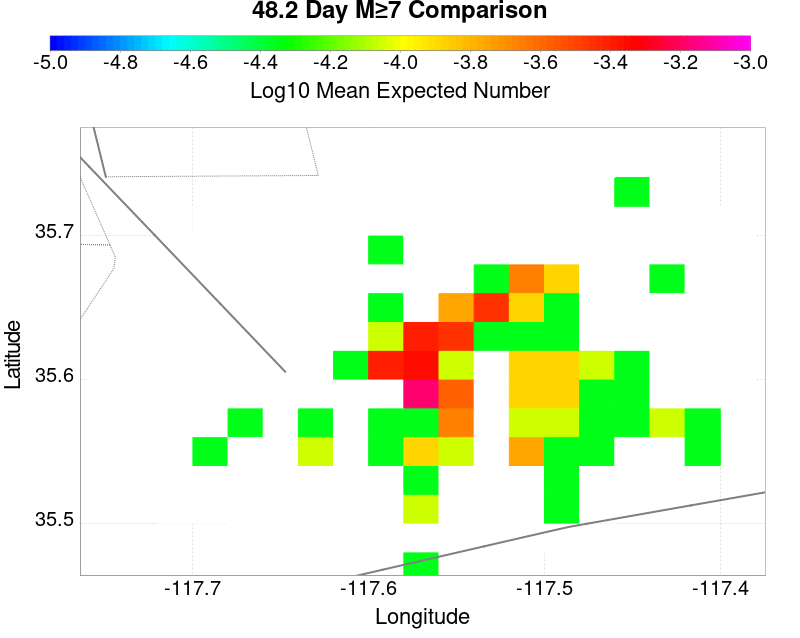 48.2 Day M≥7 Comparison
-5.0 -4.8 -4.6 -4.4 -4.2 -4.0 -3.8 -3.6 -3.4 -3.2 -3.0
Log10 Mean Expected Number
35.7
35.6
35.5
Latitude
-117.7 -117.6 -117.5 -117.4
Longitude